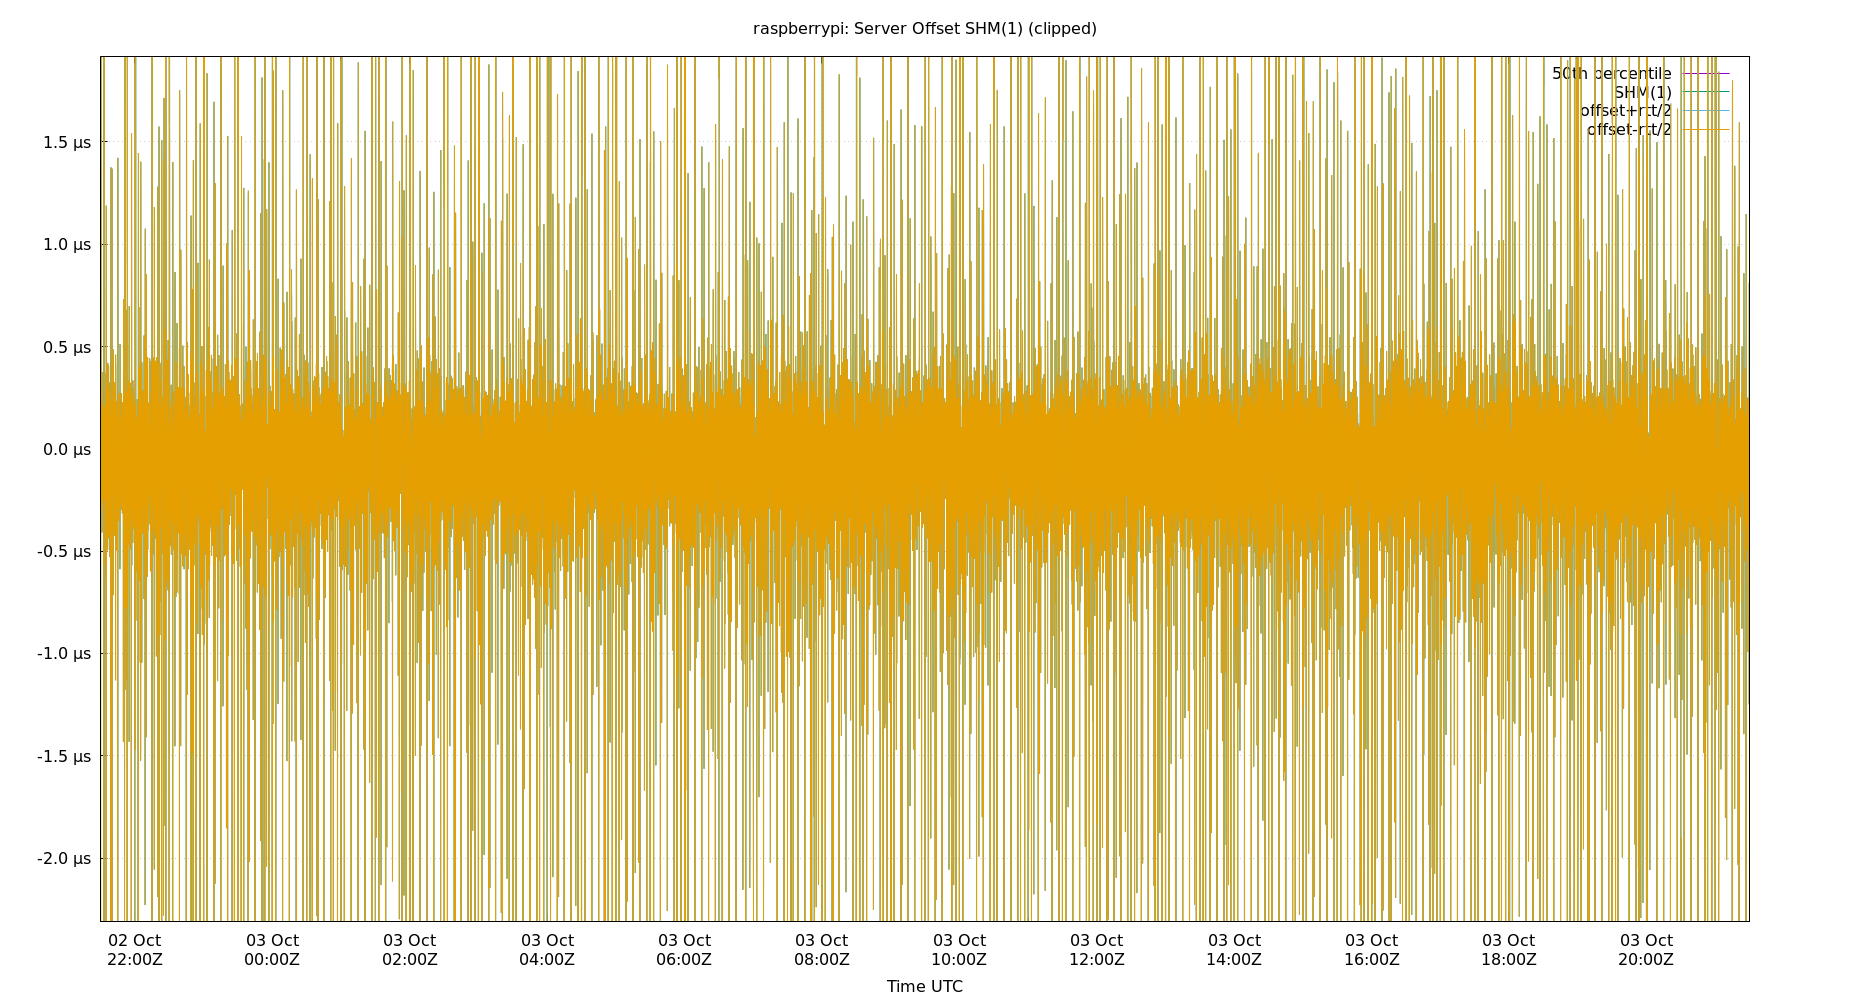 raspberrypi: Server Offset SHM(1) (clipped)
50th percentile
SHM(1)
offset+rtt/2
offset-rtt/2
1.5 µs
1.0 µs
0.5 µs
0.0 µs
-0.5 µs
-1.0 µs
-1.5 µs
-2.0 µs
02 Oct 03 Oct 03 Oct 03 Oct 03 Oct 03 Oct 03 Oct 03 Oct 03 Oct 03 Oct 03 Oct 03 Oct
22:00Z 00:00Z 02:00Z 04:00Z 06:00Z 08:00Z 10:00Z 12:00Z 14:00Z 16:00Z 18:00Z 20:00Z
Time UTC